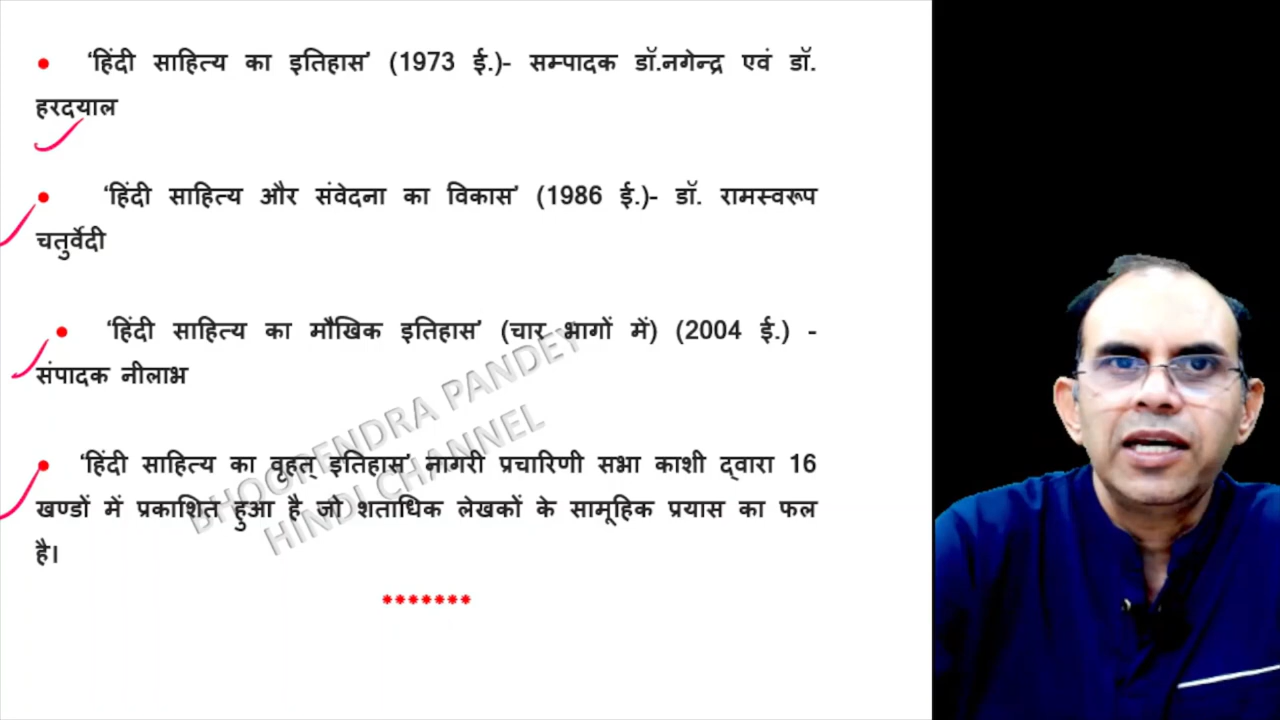 • ‘हिंदी साहित्य का इतिहास’ (1973 ई.)- सम्पादक डॉ.नगेन्द्र एवं डॉ.
हरदयाल
• ‘हिंदी साहित्य और संवेदना का विकास’ (1986 ई.)- डॉ. रामस्वरूप
चतुर्वेदी
• ‘हिंदी साहित्य का मौखिक इतिहास’ (चार भागों में) (2004 ई.) -
संपादक नीलाभ
• ‘हिंदी साहित्य का वृहत् इतिहास’ नागरी प्रचारिणी सभा काशी द्वारा 16
खण्डों में प्रकाशित हुआ है जो शताधिक लेखकों के सामूहिक प्रयास का फल
है।
*******
BHOOPENDRA PANDEY
HINDI CHANNEL